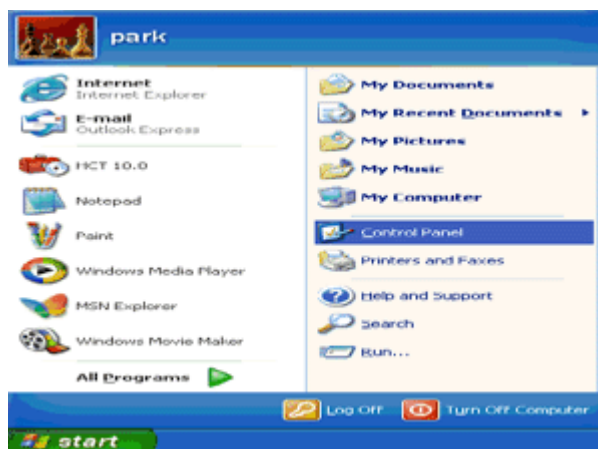 park
Internet
Internet Explorer
E-mail
Outlook Express
HCT 10.0
Notepad
Paint
Windows Media Player
MSN Explorer
Windows Movie Maker
All Programs
My Documents
My Recent Documents
My Pictures
My Music
My Computer
Control Panel
Printers and Faxes
Help and Support
Search
Run...
Log Off
Turn Off Computer
start